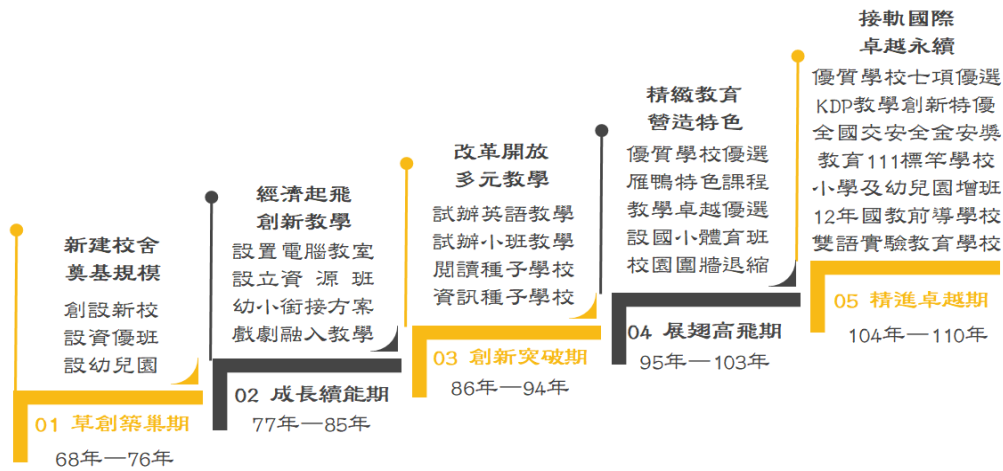 新建校舍
奠基規模
創設新校
設資優班
設幼兒園
01 草創築巢期
68年—76年
經濟起飛
創新教學
設置電腦教室
設立資 源 班
幼小銜接方案
戲劇融入教學
02 成長續能期
77年—85年
改革開放
多元教學
試辦英語教學
試辦小班教學
閱讀種子學校
資訊種子學校
03 創新突破期
86年—94年
精緻教育
營造特色
優質學校優選
雁鴨特色課程
教學卓越優選
設國小體育班
校園圍牆退縮
04 展翅高飛期
95年—103年
接軌國際
卓越永續
優質學校七項優選
KDP教學創新特優
全國交安全金安獎
教育111標竿學校
小學及幼兒園增班
12年國教前導學校
雙語實驗教育學校
05 精進卓越期
104年—110年